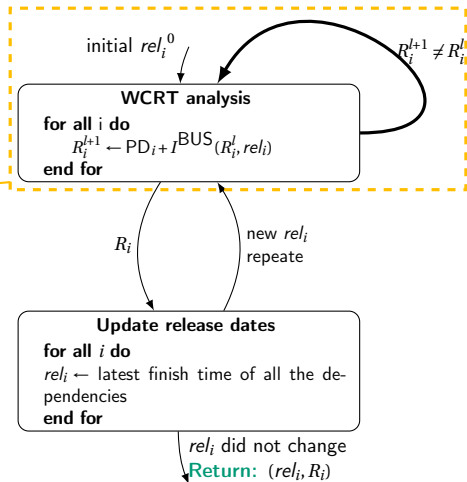 initial rel_i^0
R_i^{l+1} ≠ R_i^l
WCRT analysis
for all i do
R_i^{l+1} ← PD_i + I^BUS(R_i^l, rel_i)
end for
R_i
new rel_i
repeat
Update release dates
for all i do
rel_i ← latest finish time of all the de-
pendencies
end for
rel_i did not change
Return: (rel_i, R_i)